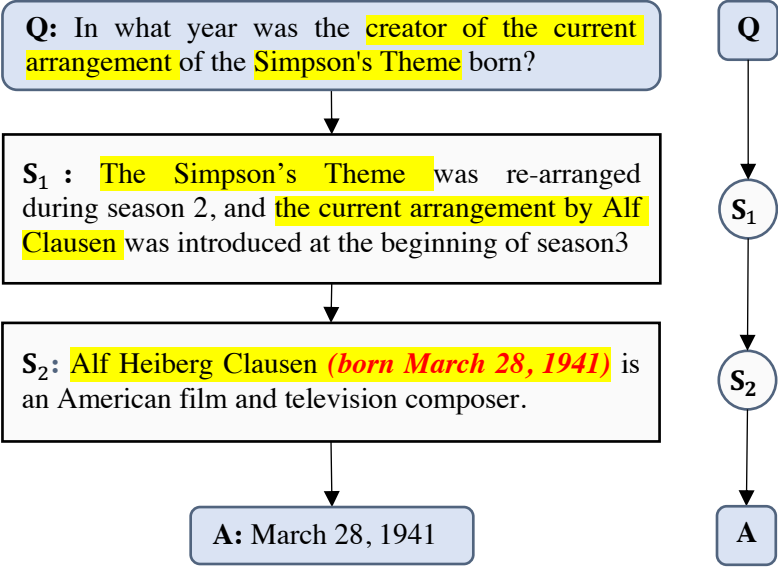 Q: In what year was the creator of the current
arrangement of the Simpson's Theme born?
Q
S₁ : The Simpson’s Theme was re-arranged
during season 2, and the current arrangement by Alf
Clausen was introduced at the beginning of season3
S₁
S₂: Alf Heiberg Clausen (born March 28, 1941) is
an American film and television composer.
S₂
A: March 28, 1941
A